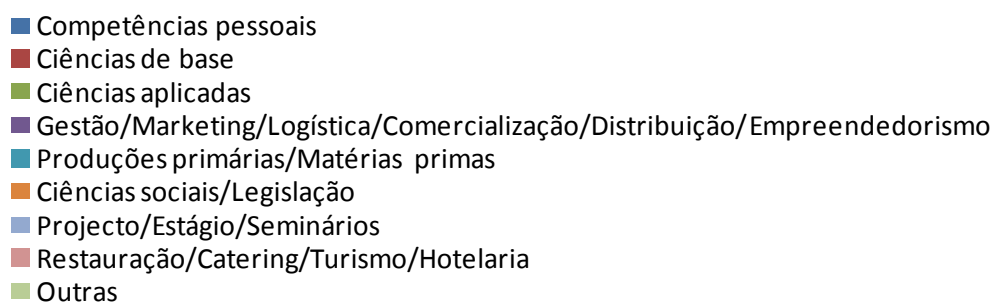 Competências pessoais
Ciências de base
Ciências aplicadas
Gestão/Marketing/Logística/Comercialização/Distribuição/Empreendedorismo
Produções primárias/Matérias primas
Ciências sociais/Legislação
Projecto/Estágio/Seminários
Restauração/Catering/Turismo/Hotelaria
Outras